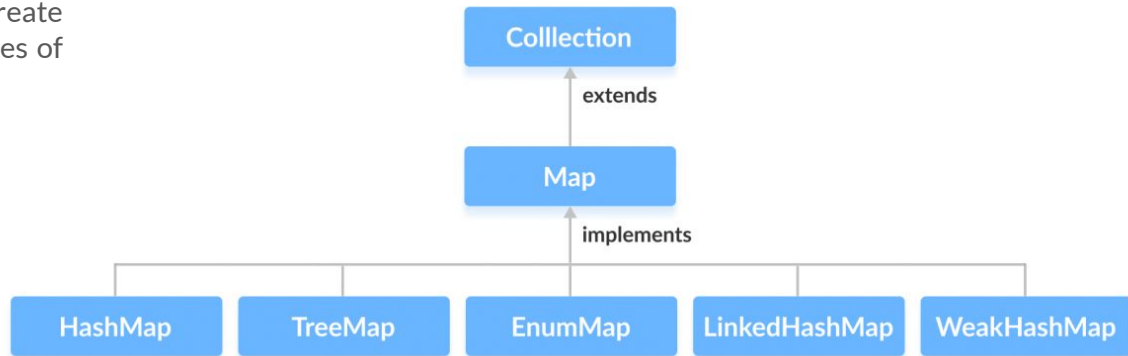 reate
es of
Colllection
extends
Map
implements
HashMap
TreeMap
EnumMap
LinkedHashMap
WeakHashMap